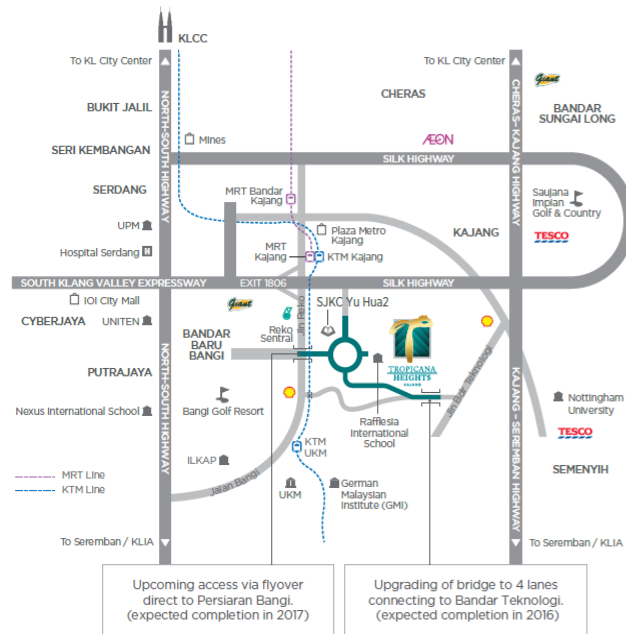 KLCC
To KL City Center
To KL City Center
CHERAS
giant
BUKIT JALIL
BANDAR
SUNGAI LONG
NORTH-SOUTH HIGHWAY
CHERAS–KAJANG HIGHWAY
Mines
AEON
SERI KEMBANGAN
SILK HIGHWAY
SERDANG
MRT Bandar
Kajang
Saujana
Impian
Golf & Country
UPM
Plaza Metro
Kajang
KAJANG
TESCO
Hospital Serdang
MRT
Kajang
KTM Kajang
SOUTH KLANG VALLEY EXPRESSWAY
EXIT 1806
SILK HIGHWAY
IOI City Mall
giant
SJKC Yu Hua2
Jln Reko
CYBERJAYA
UNITEN
Reko
Sentral
BANDAR
BARU
BANGI
TROPICANA
HEIGHTS
Jln Bdr Teknologi
PUTRAJAYA
NORTH-SOUTH HIGHWAY
KAJANG – SEREMBAN HIGHWAY
Nexus International School
Bangi Golf Resort
Rafflesia
International
School
Nottingham
University
TESCO
KTM
UKM
ILKAP
SEMENYIH
MRT Line
KTM Line
Jalan Bangi
UKM
German
Malaysian
Institute (GMI)
To Seremban / KLIA
To Seremban / KLIA
Upcoming access via flyover
direct to Persiaran Bangi.
(expected completion in 2017)
Upgrading of bridge to 4 lanes
connecting to Bandar Teknologi.
(expected completion in 2016)